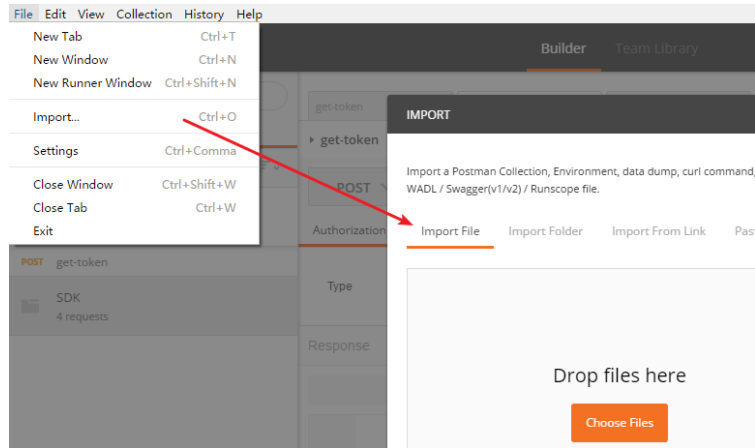 File Edit View Collection History Help
New Tab Ctrl+T
New Window Ctrl+N
New Runner Window Ctrl+Shift+N
Import... Ctrl+O
Settings Ctrl+Comma
Close Window Ctrl+Shift+W
Close Tab Ctrl+W
Exit
Builder Team Library
get-token
get-token
POST
Authorization
Type
Response
POST get-token
SDK
4 requests
IMPORT
Import a Postman Collection, Environment, data dump, curl command,
WADL / Swagger(v1/v2) / Runscope file.
Import File Import Folder Import From Link Pas
Drop files here
Choose Files